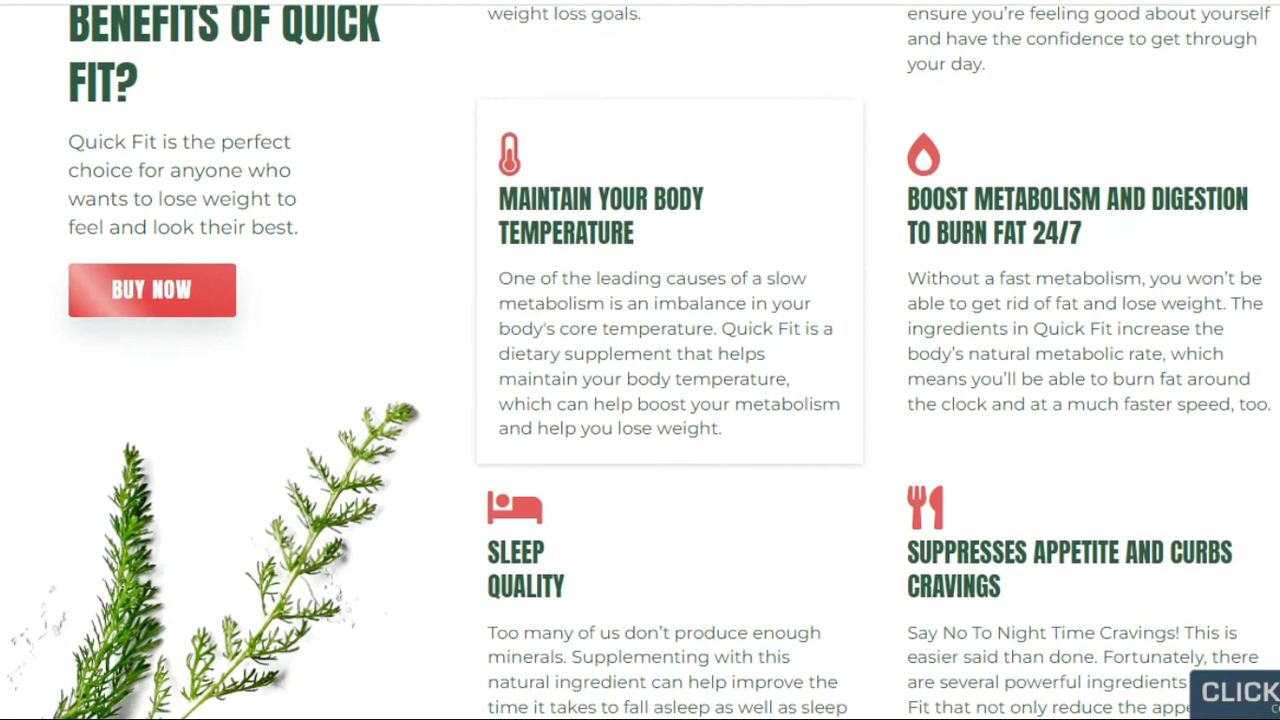 BENEFITS OF QUICK
FIT?
Quick Fit is the perfect
choice for anyone who
wants to lose weight to
feel and look their best.
BUY NOW
weight loss goals.
ensure you're feeling good about yourself
and have the confidence to get through
your day.
MAINTAIN YOUR BODY
TEMPERATURE
One of the leading causes of a slow
metabolism is an imbalance in your
body's core temperature. Quick Fit is a
dietary supplement that helps
maintain your body temperature,
which can help boost your metabolism
and help you lose weight.
BOOST METABOLISM AND DIGESTION
TO BURN FAT 24/7
Without a fast metabolism, you won't be
able to get rid of fat and lose weight. The
ingredients in Quick Fit increase the
body's natural metabolic rate, which
means you'll be able to burn fat around
the clock and at a much faster speed, too.
SLEEP
QUALITY
Too many of us don't produce enough
minerals. Supplementing with this
natural ingredient can help improve the
time it takes to fall asleep as well as sleep
SUPPRESSES APPETITE AND CURBS
CRAVINGS
Say No To Night Time Cravings! This is
easier said than done. Fortunately, there
are several powerful ingredients
Fit that not only reduce the appe
CLICK